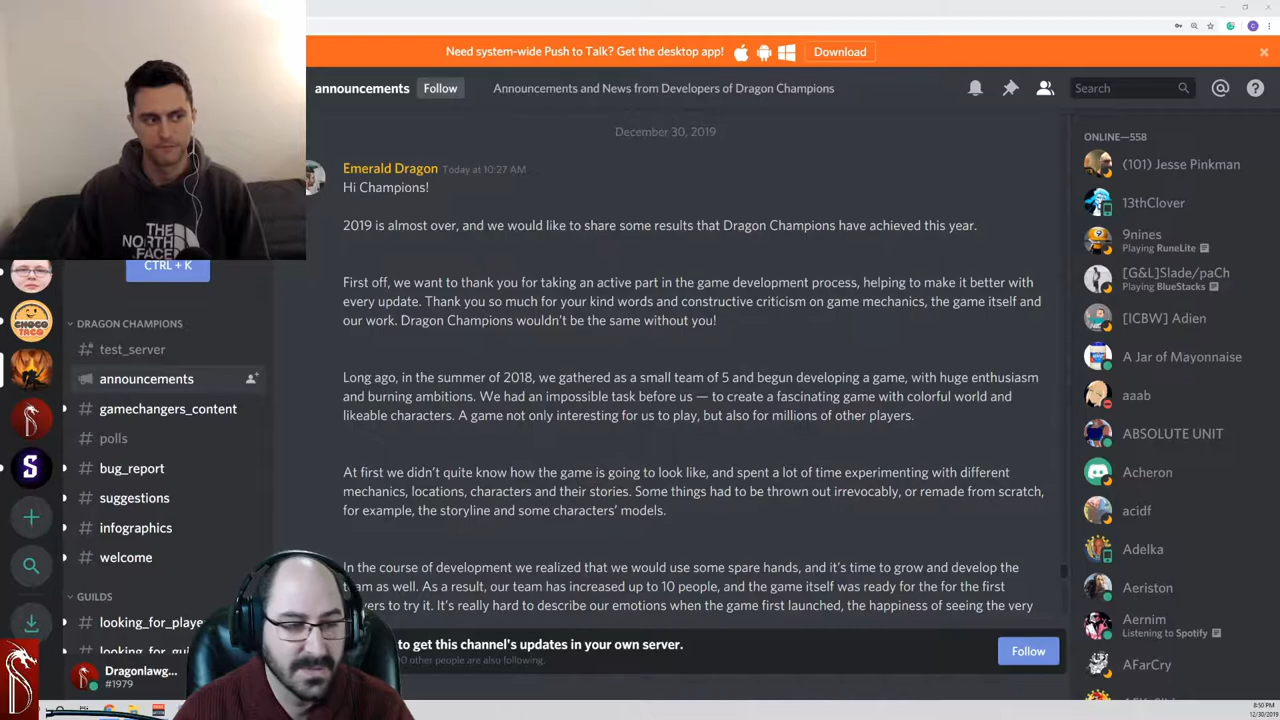 Need system-wide Push to Talk? Get the desktop app!
Download
announcements
Follow
Announcements and News from Developers of Dragon Champions
Search
THE
NORTH
FACE
CTRL + K
DRAGON CHAMPIONS
test_server
announcements
gamechangers_content
polls
bug_report
suggestions
infographics
welcome
GUILDS
looking_for_playe
looking_for_gui
Dragonlawg...
#1979
CHOCO
TACO
S
December 30, 2019
Emerald Dragon Today at 10:27 AM
Hi Champions!
2019 is almost over, and we would like to share some results that Dragon Champions have achieved this year.
First off, we want to thank you for taking an active part in the game development process, helping to make it better with
every update. Thank you so much for your kind words and constructive criticism on game mechanics, the game itself and
our work. Dragon Champions wouldn't be the same without you!
Long ago, in the summer of 2018, we gathered as a small team of 5 and begun developing a game, with huge enthusiasm
and burning ambitions. We had an impossible task before us — to create a fascinating game with colorful world and
likeable characters. A game not only interesting for us to play, but also for millions of other players.
At first we didn't quite know how the game is going to look like, and spent a lot of time experimenting with different
mechanics, locations, characters and their stories. Some things had to be thrown out irrevocably, or remade from scratch,
for example, the storyline and some characters' models.
In the course of development we realized that we would use some spare hands, and it's time to grow and develop the
team as well. As a result, our team has increased up to 10 people, and the game itself was ready for the for the first
to try it. It's really hard to describe our emotions when the game first launched, the happiness of seeing the very
to get this channel's updates in your own server.
other people are also following.
Follow
ONLINE—558
(101) Jesse Pinkman
13thClover
9nines
Playing RuneLite
[G&L]Slade/paCh
Playing BlueStacks
[ICBW] Adien
A Jar of Mayonnaise
aaab
ABSOLUTE UNIT
Acheron
acidf
Adelka
Aeriston
Aernim
Listening to Spotify
AFarCry
8:50 PM
12/30/2019